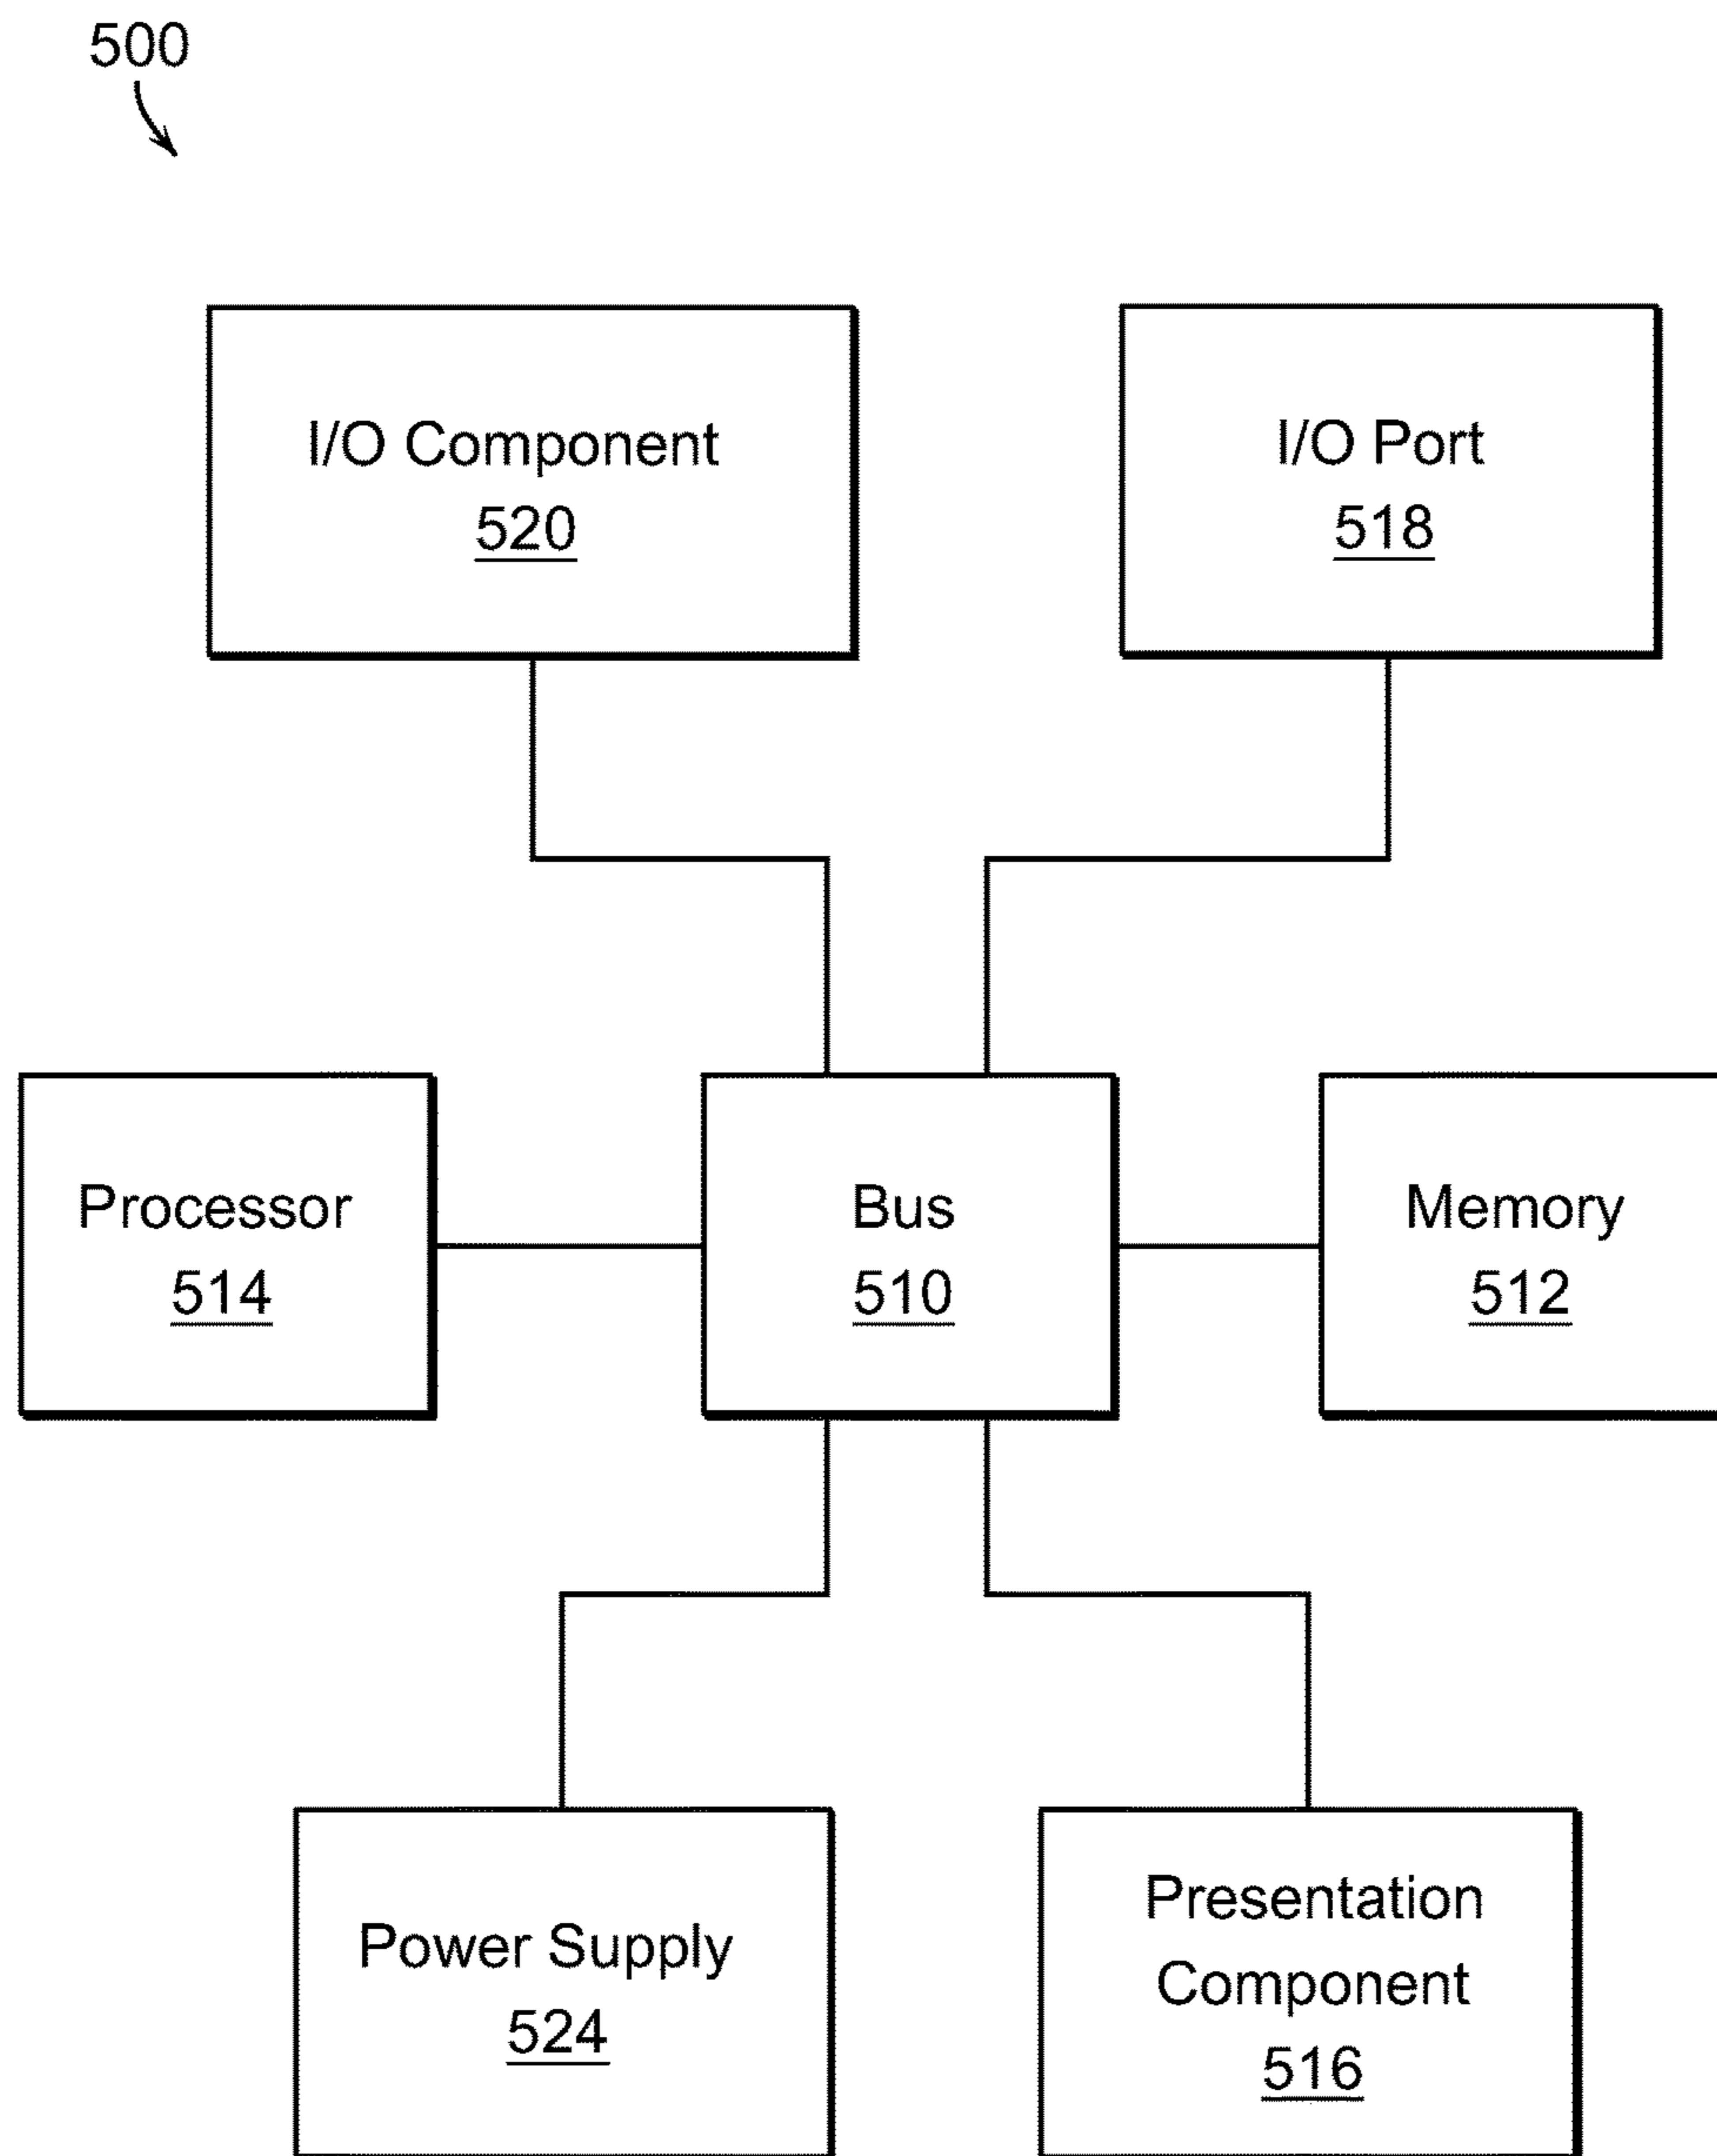 500
I/O Component
520
I/O Port
518
Processor
514
Bus
510
Memory
512
Power Supply
524
Presentation
Component
516